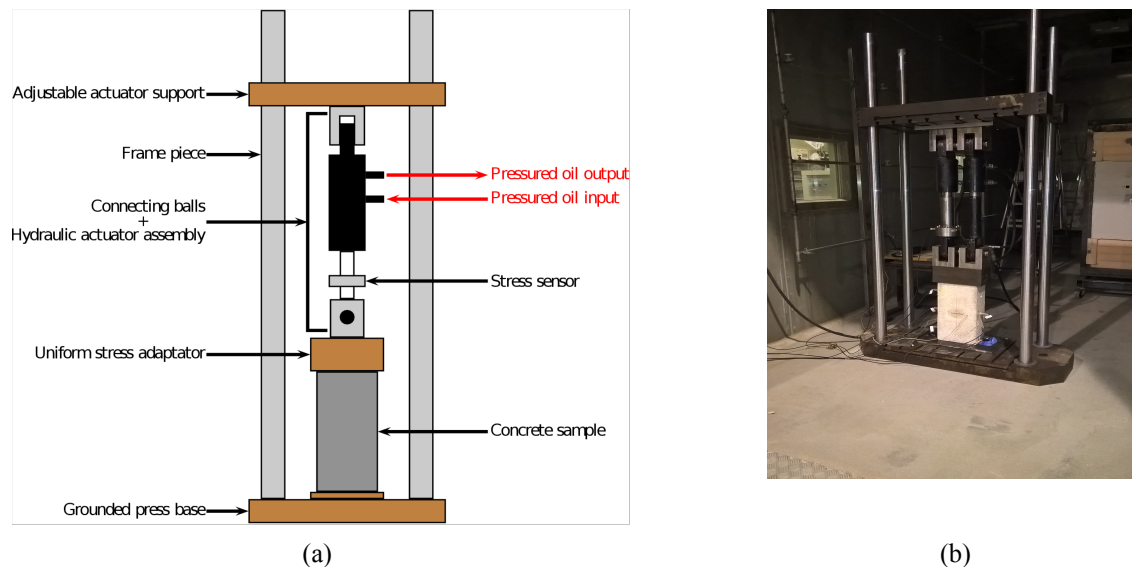 Adjustable actuator support
Frame piece
Pressured oil output
Pressured oil input
Connecting balls
+
Hydraulic actuator assembly
Stress sensor
Uniform stress adaptator
Concrete sample
Grounded press base
(a)
(b)